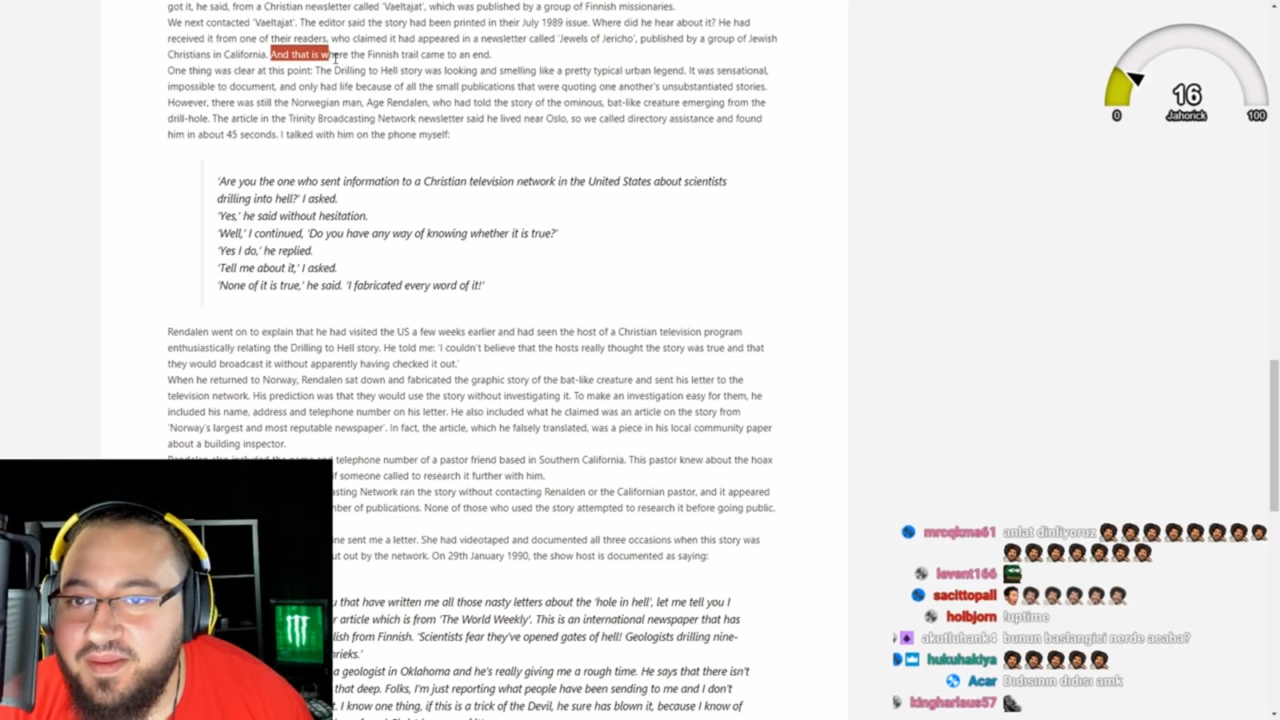 got it, he said, from a Christian newsletter called 'Vaeltajat', which was published by a group of Finnish missionaries.
We next contacted 'Vaeltajat'. The editor said the story had been printed in their July 1989 issue. Where did he hear about it? He had
received it from one of their readers, who claimed it had appeared in a newsletter called 'Jewels of Jericho', published by a group of Jewish
Christians in California. And that is where the Finnish trail came to an end.
One thing was clear at this point: The Drilling to Hell story was looking and smelling like a pretty typical urban legend. It was sensational,
impossible to document, and only had life because of all the small publications that were quoting one another's unsubstantiated stories.
However, there was still the Norwegian man, Age Rendalen, who had told the story of the ominous, bat-like creature emerging from the
drill-hole. The article in the Trinity Broadcasting Network newsletter said he lived near Oslo, so we called directory assistance and found
him in about 45 seconds. I talked with him on the phone myself:
'Are you the one who sent information to a Christian television network in the United States about scientists
drilling into hell?' I asked.
'Yes,' he said without hesitation.
'Well,' I continued, 'Do you have any way of knowing whether it is true?'
'Yes I do,' he replied.
'Tell me about it,' I asked.
'None of it is true,' he said. 'I fabricated every word of it!'
Rendalen went on to explain that he had visited the US a few weeks earlier and had seen the host of a Christian television program
enthusiastically relating the Drilling to Hell story. He told me: 'I couldn't believe that the hosts really thought the story was true and that
they would broadcast it without apparently having checked it out.'
When he returned to Norway, Rendalen sat down and fabricated the graphic story of the bat-like creature and sent his letter to the
television network. His prediction was that they would use the story without investigating it. To make an investigation easy for them, he
included his name, address and telephone number on his letter. He also included what he claimed was an article on the story from
'Norway's largest and most reputable newspaper'. In fact, the article, which he falsely translated, was a piece in his local community paper
about a building inspector.
telephone number of a pastor friend based in Southern California. This pastor knew about the hoax
f someone called to research it further with him.
asting Network ran the story without contacting Renalden or the Californian pastor, and it appeared
ber of publications. None of those who used the story attempted to research it before going public.
ine sent me a letter. She had videotaped and documented all three occasions when this story was
ut out by the network. On 29th January 1990, the show host is documented as saying:
u that have written me all those nasty letters about the 'hole in hell', let me tell you I
r article which is from 'The World Weekly'. This is an international newspaper that has
lish from Finnish. 'Scientists fear they've opened gates of hell! Geologists drilling nine-
rieks.'
a geologist in Oklahoma and he's really giving me a rough time. He says that there isn't
that deep. Folks, I'm just reporting what people have been sending to me and I don't
. I know one thing, if this is a trick of the Devil, he sure has blown it, because I know of
16
0 Jahorick 100
mrcqkma61 anlat dinliyoruz
levent166
sacittopall
holbjorn !uptime
akutluhank4 bunun baslangici nerde acaba?
hukuhakiya
Acar Dıdısının dıdısı amk
kingharlaus57